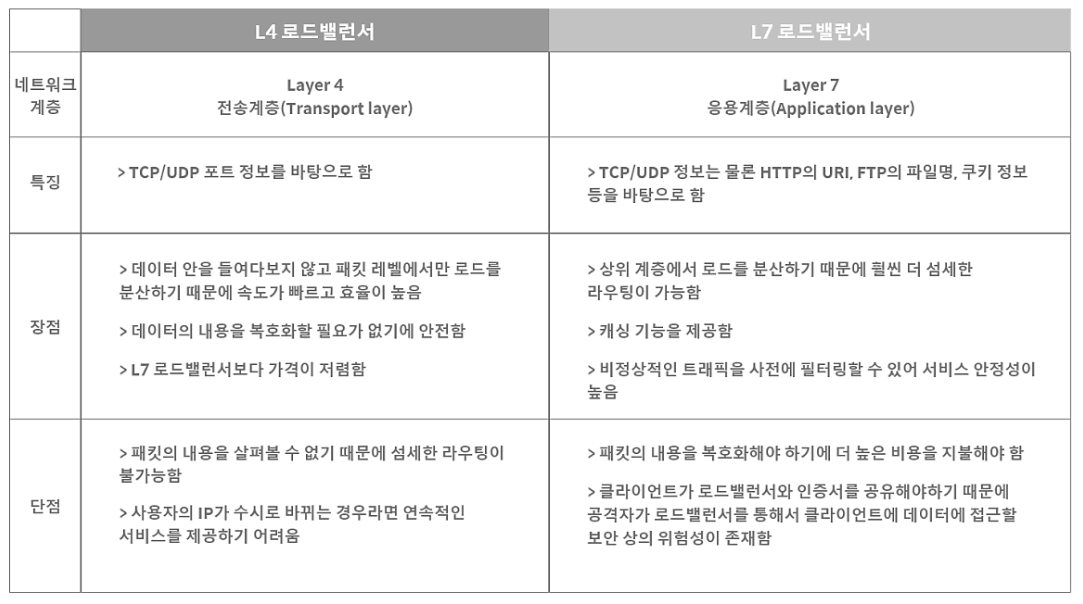 L4 로드밸런서
L7 로드밸런서
네트워크
계층
Layer 4
전송계층(Transport layer)
Layer 7
응용계층(Application layer)
특징
> TCP/UDP 포트 정보를 바탕으로 함
> TCP/UDP 정보는 물론 HTTP의 URI, FTP의 파일명, 쿠키 정보
등을 바탕으로 함
장점
> 데이터 안을 들여다보지 않고 패킷 레벨에서만 로드를
분산하기 때문에 속도가 빠르고 효율이 높음
> 데이터의 내용을 복호화할 필요가 없기에 안전함
> L7 로드밸런서보다 가격이 저렴함
> 상위 계층에서 로드를 분산하기 때문에 훨씬 더 섬세한
라우팅이 가능함
> 캐싱 기능을 제공함
> 비정상적인 트래픽을 사전에 필터링할 수 있어 서비스 안정성이
높음
단점
> 패킷의 내용을 살펴볼 수 없기 때문에 섬세한 라우팅이
불가능함
> 사용자의 IP가 수시로 바뀌는 경우라면 연속적인
서비스를 제공하기 어려움
> 패킷의 내용을 복호화해야 하기에 더 높은 비용을 지불해야 함
> 클라이언트가 로드밸런서와 인증서를 공유해야하기 때문에
공격자가 로드밸런서를 통해서 클라이언트에 데이터에 접근할
보안 상의 위험성이 존재함